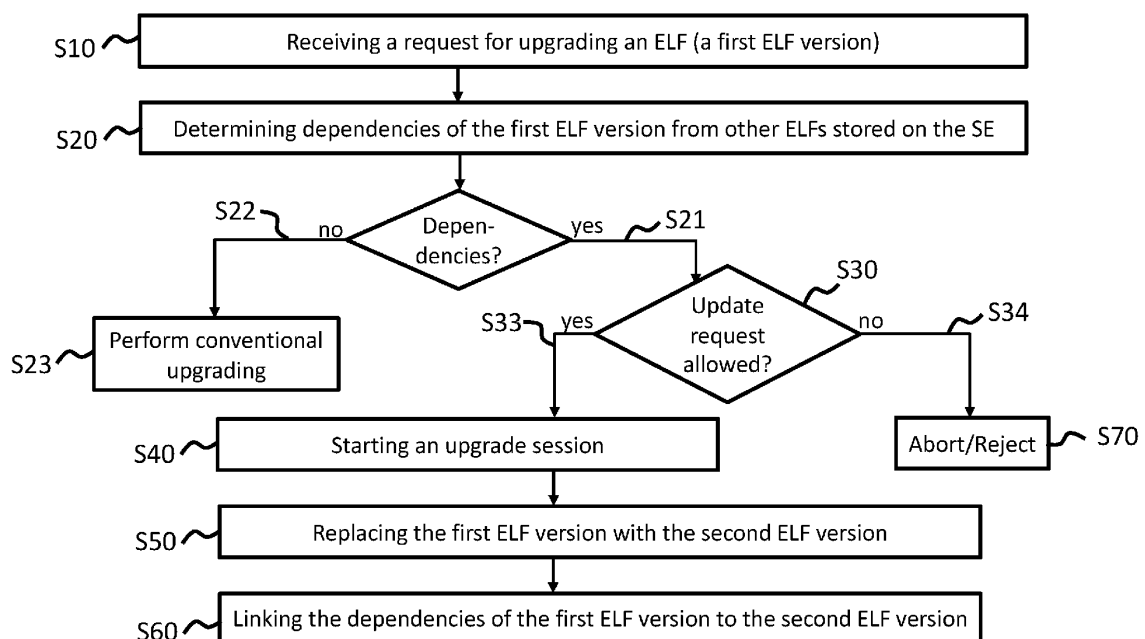 S10
Receiving a request for upgrading an ELF (a first ELF version)
S20
Determining dependencies of the first ELF version from other ELFs stored on the SE
S22
no
Depen-
dencies?
yes
S21
S30
S23
Perform conventional
upgrading
S33
yes
Update
request
allowed?
no
S34
S40
Starting an upgrade session
Abort/Reject
S70
S50
Replacing the first ELF version with the second ELF version
S60
Linking the dependencies of the first ELF version to the second ELF version